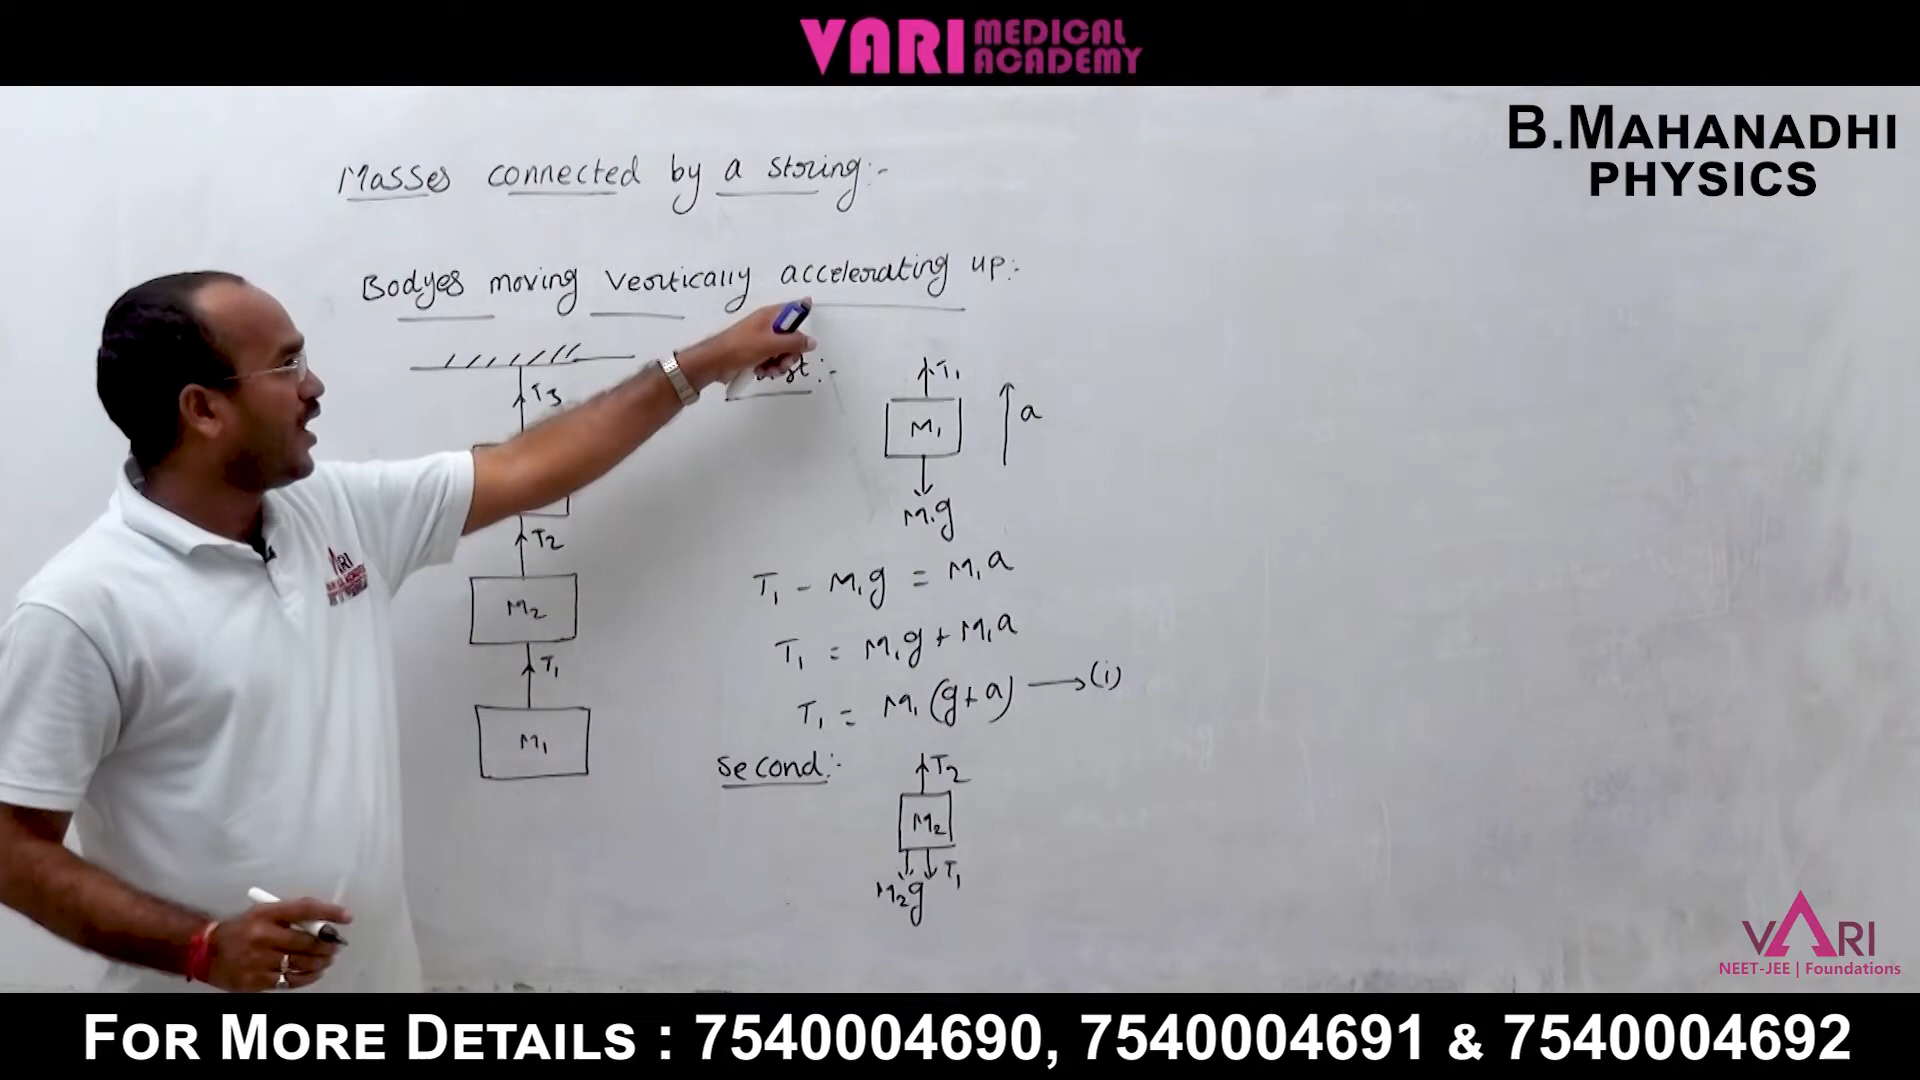 VARI MEDICAL ACADEMY
B.MAHANADHI
PHYSICS
Masses connected by a string:-
Bodyes moving vertically accelerating up:-
T3
T2
M2
T1
M1
T1
M1
a
M1g
T1 - M1g = M1a
T1 = M1g + M1a
T1 = M1(g+a) → (i)
Second:-
T2
M2
M2g T1
VARI
VARI
NEET-JEE | Foundations
FOR MORE DETAILS : 7540004690, 7540004691 & 7540004692